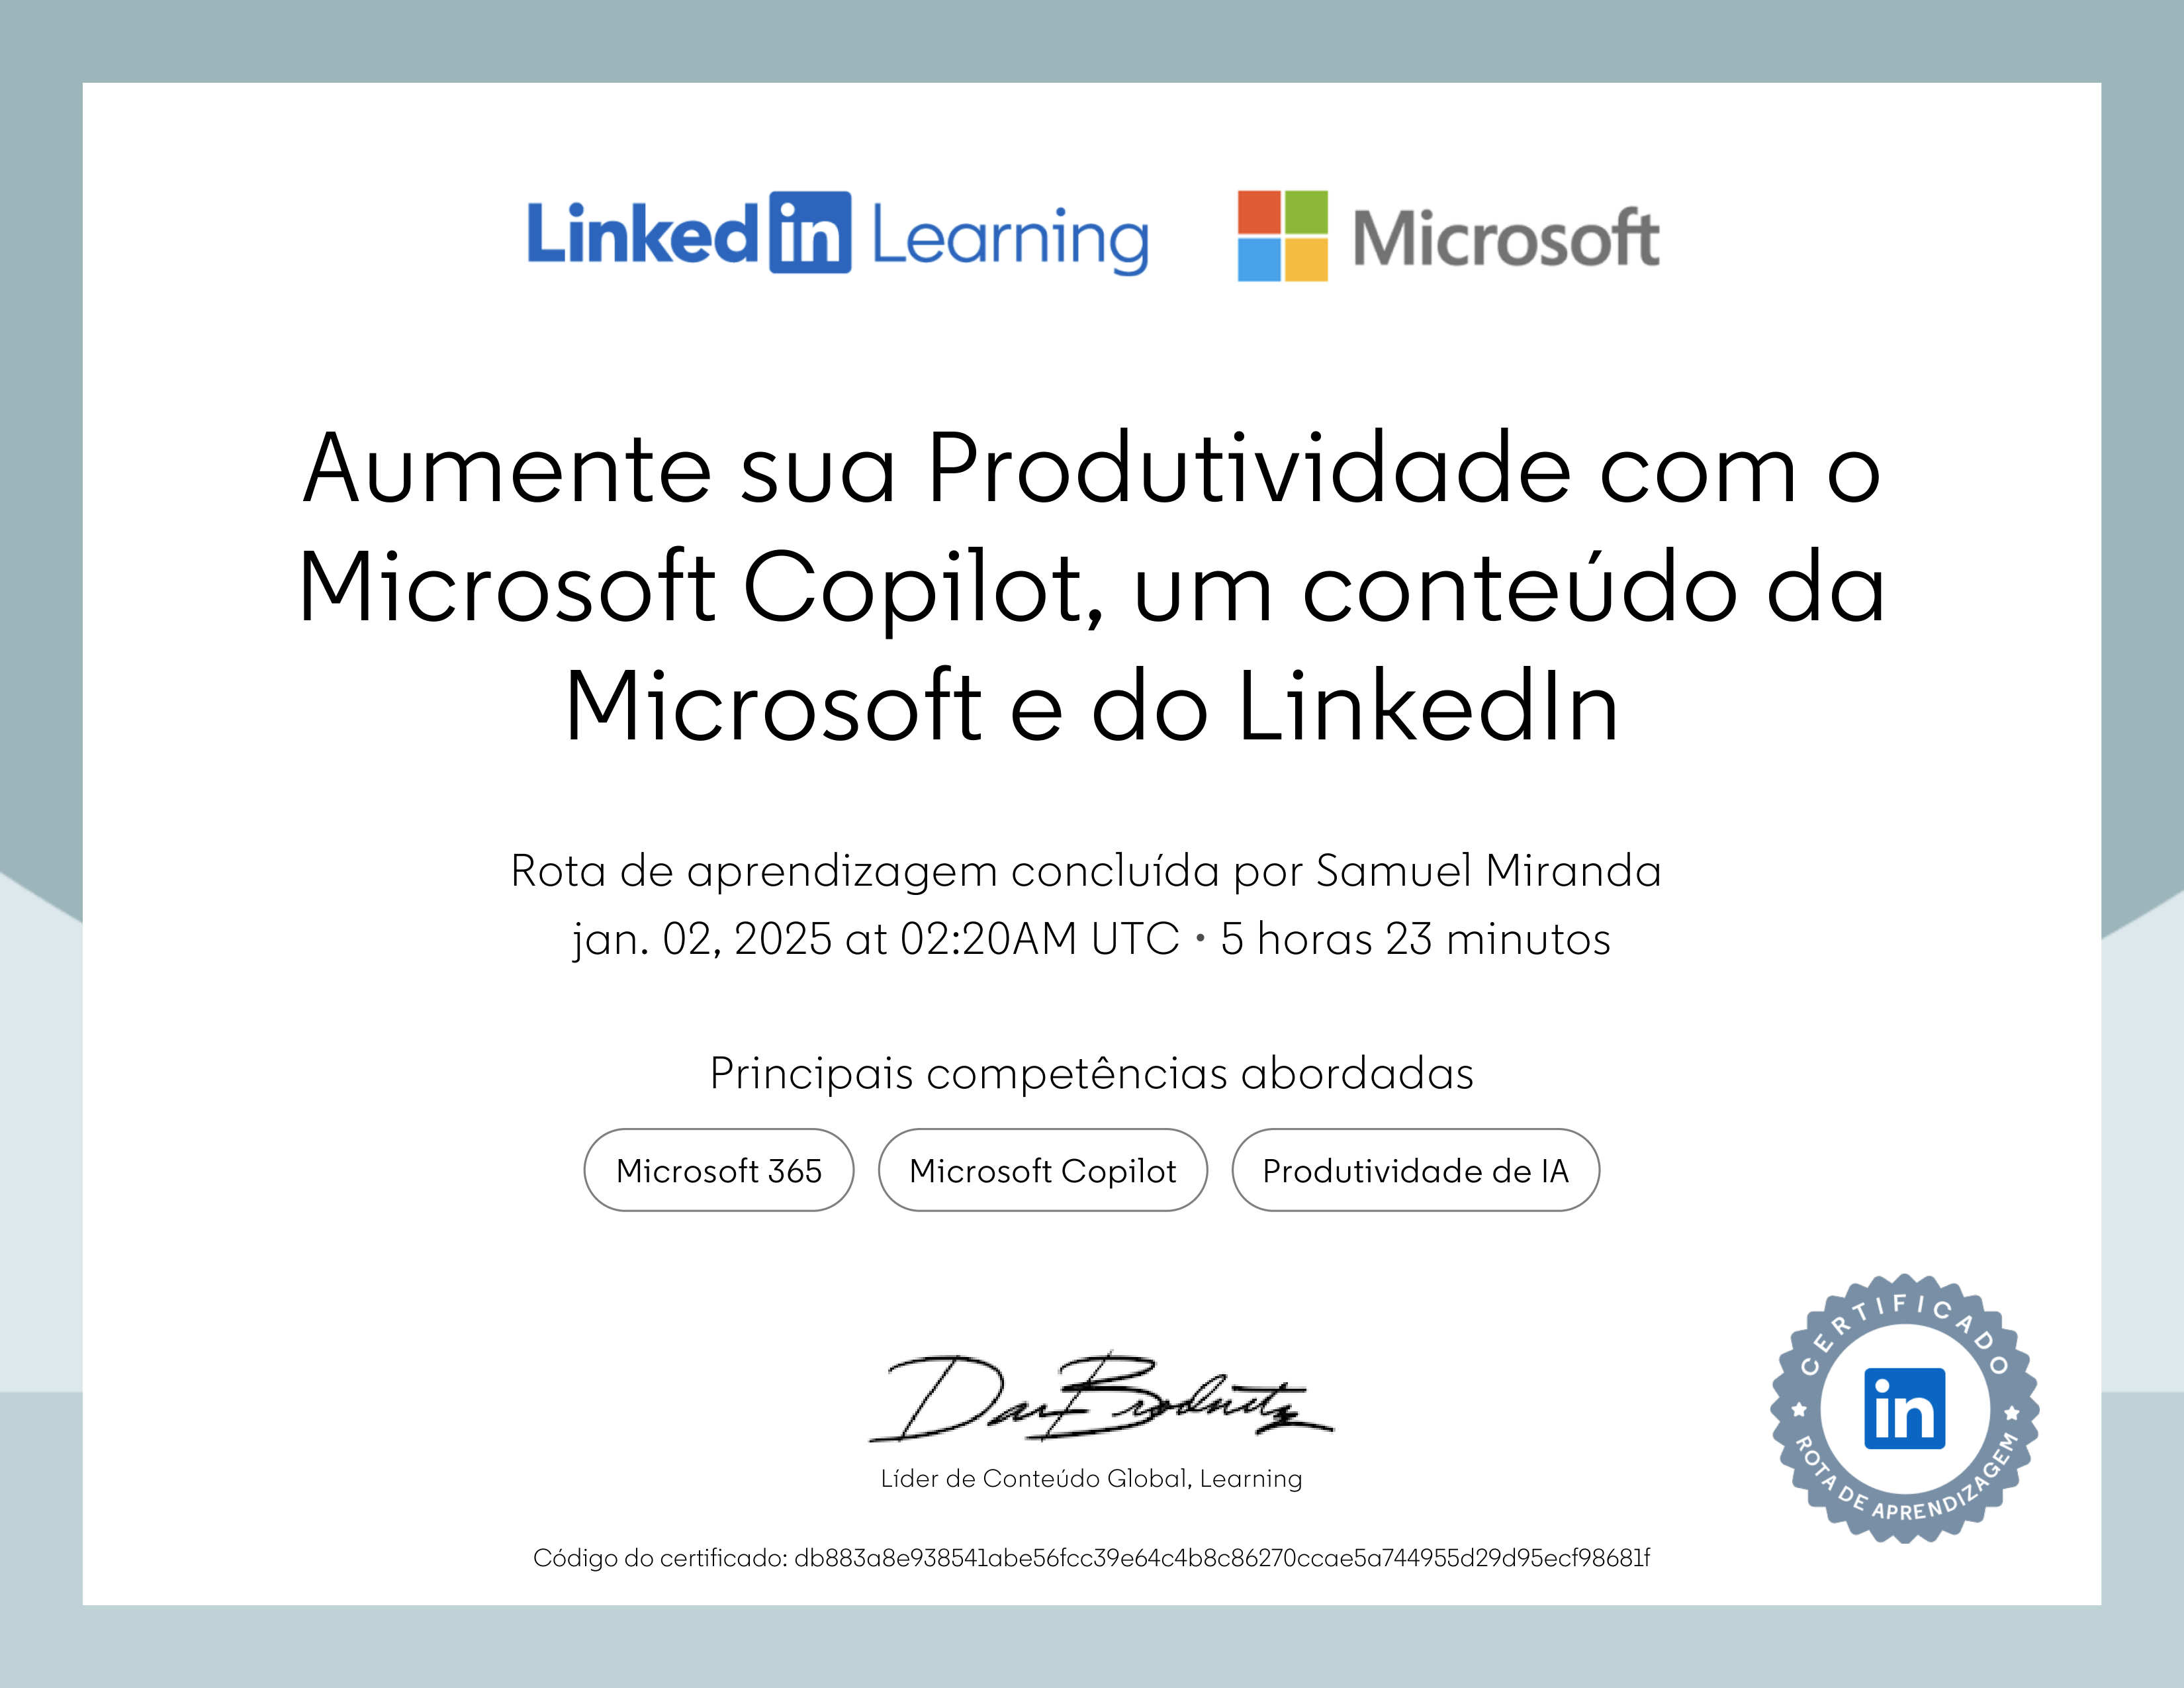 LinkedIn Learning Microsoft
Aumente sua Produtividade com o
Microsoft Copilot, um conteúdo da
Microsoft e do LinkedIn
Rota de aprendizagem concluída por Samuel Miranda
jan. 02, 2025 at 02:20AM UTC • 5 horas 23 minutos
Principais competências abordadas
Microsoft 365 Microsoft Copilot Produtividade de IA
Líder de Conteúdo Global, Learning
CERTIFICADO
in
ROTA DE APRENDIZAGEM
Código do certificado: db883a8e938541abe56fcc39e64c4b8c86270ccae5a744955d29d95ecf98681f